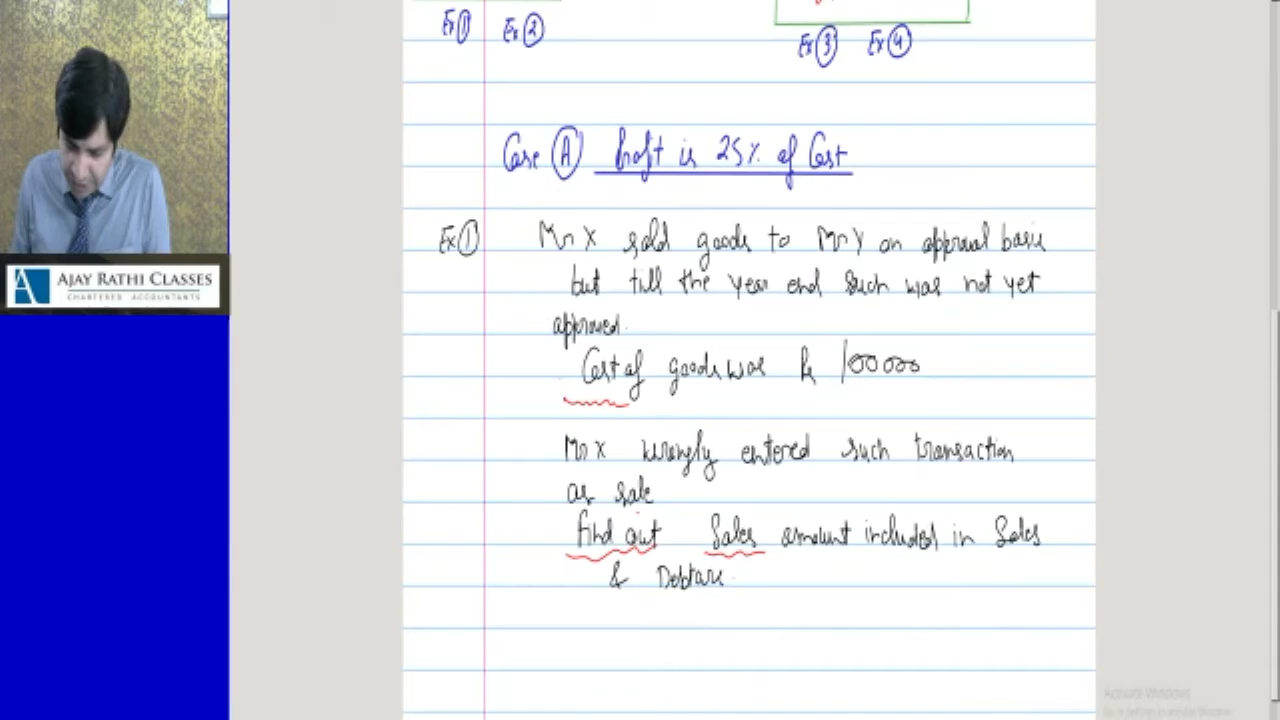 Ex ① Ex ②
Ex ③ Ex ④
Case Ⓐ Profit is 25% of Cost
Ex ① Mr X sold goods to Mr Y on approval basis
but till the year end such was not yet
approved.
Cost of goods was Rs 100000
Mr X wrongly entered such transaction
as sale
find out Sales amount included in Sales
& Debtors.
AJAY RATHI CLASSES
CHARTERED ACCOUNTANTS
Activate Windows